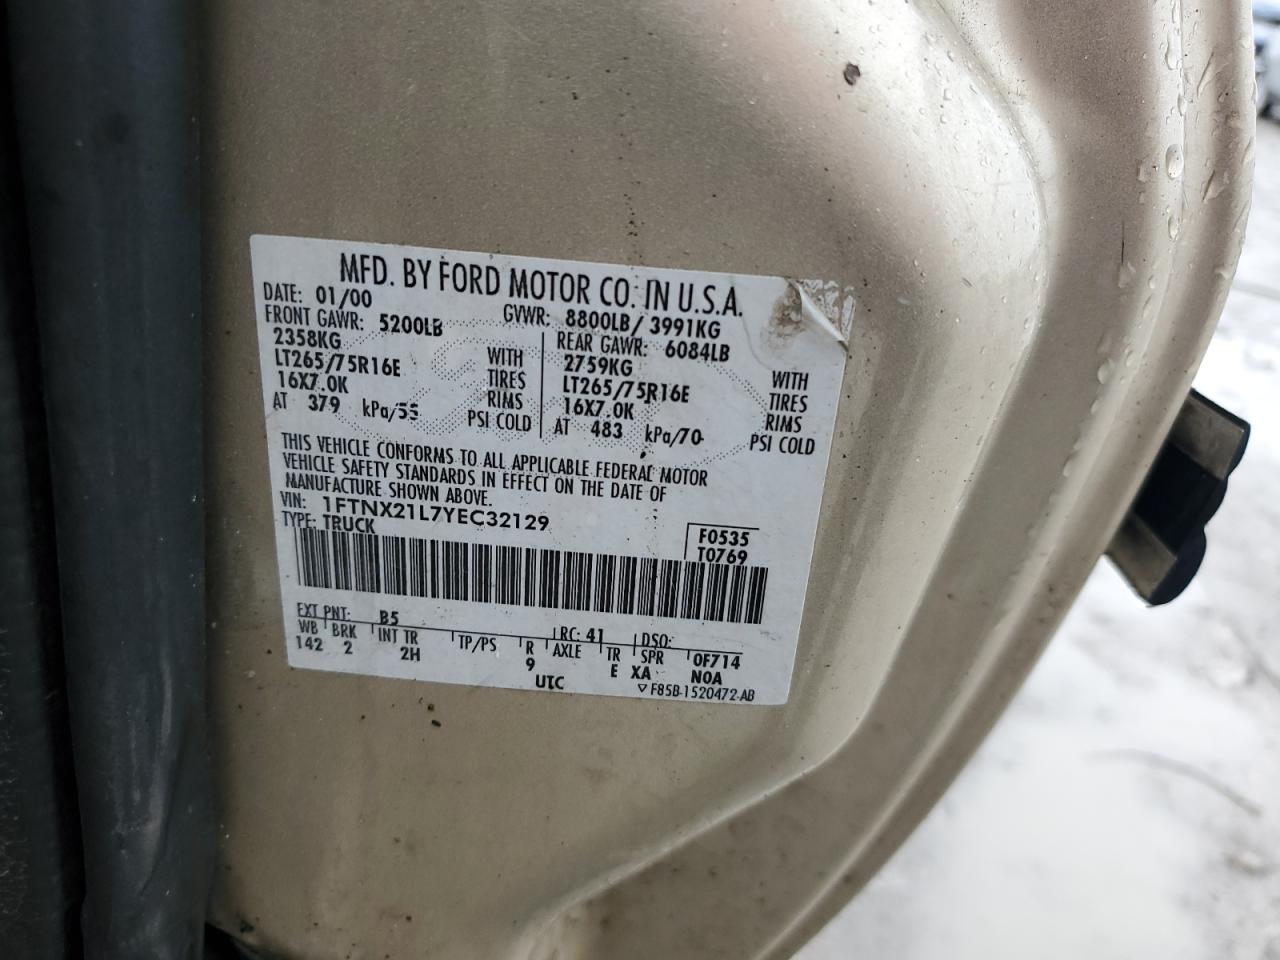 MFD. BY FORD MOTOR CO. IN U.S.A.
DATE: 01/00 GVWR: 8800LB/ 3991KG
FRONT GAWR: 5200LB REAR GAWR: 6084LB
2358KG WITH 2759KG WITH
LT265/75R16E TIRES LT265/75R16E TIRES
16X7.0K RIMS 16X7.0K RIMS
AT 379 kPa/55 PSI COLD AT 483 kPa/70 PSI COLD
THIS VEHICLE CONFORMS TO ALL APPLICABLE FEDERAL MOTOR
VEHICLE SAFETY STANDARDS IN EFFECT ON THE DATE OF
MANUFACTURE SHOWN ABOVE.
VIN: 1FTNX21L7YEC32129
TYPE: TRUCK
F0535
T0769
EXT PNT: B5 RC: 41 DSO:
WB BRK INT TR TP/PS R AXLE TR SPR 0F714
142 2 2H 9 E XA N0A
UTC
▽ F85B-1520472-AB